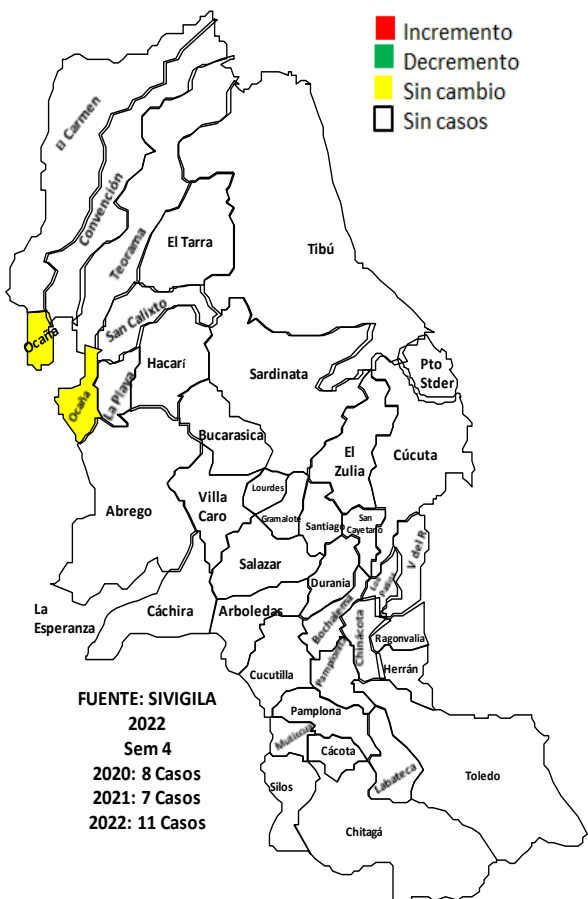 Incremento
Decremento
Sin cambio
Sin casos
El Carmen
Convención
Teorama
El Tarra
Tibú
San Calixto
Ocaña
Ocaña
La Playa
Hacarí
Sardinata
Pto
Stder
Bucarasica
El
Zulia
Cúcuta
Abrego
Villa
Caro
Lourdes
Gramalote
Santiago
San
Cayetano
V del R
Salazar
Durania
Los
Patios
La
Esperanza
Cáchira
Arboledas
Bochalema
Chinácota
Ragonvalia
Herrán
Cucutilla
Pamplonita
FUENTE: SIVIGILA
2022
Sem 4
2020: 8 Casos
2021: 7 Casos
2022: 11 Casos
Pamplona
Mutiscua
Cácota
Labateca
Toledo
Silos
Chitagá